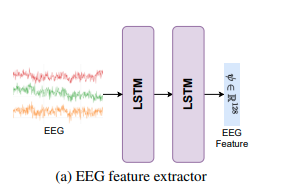 EEG
LSTM
LSTM
ψ ∈ ℝ¹²⁸
EEG
Feature
(a) EEG feature extractor